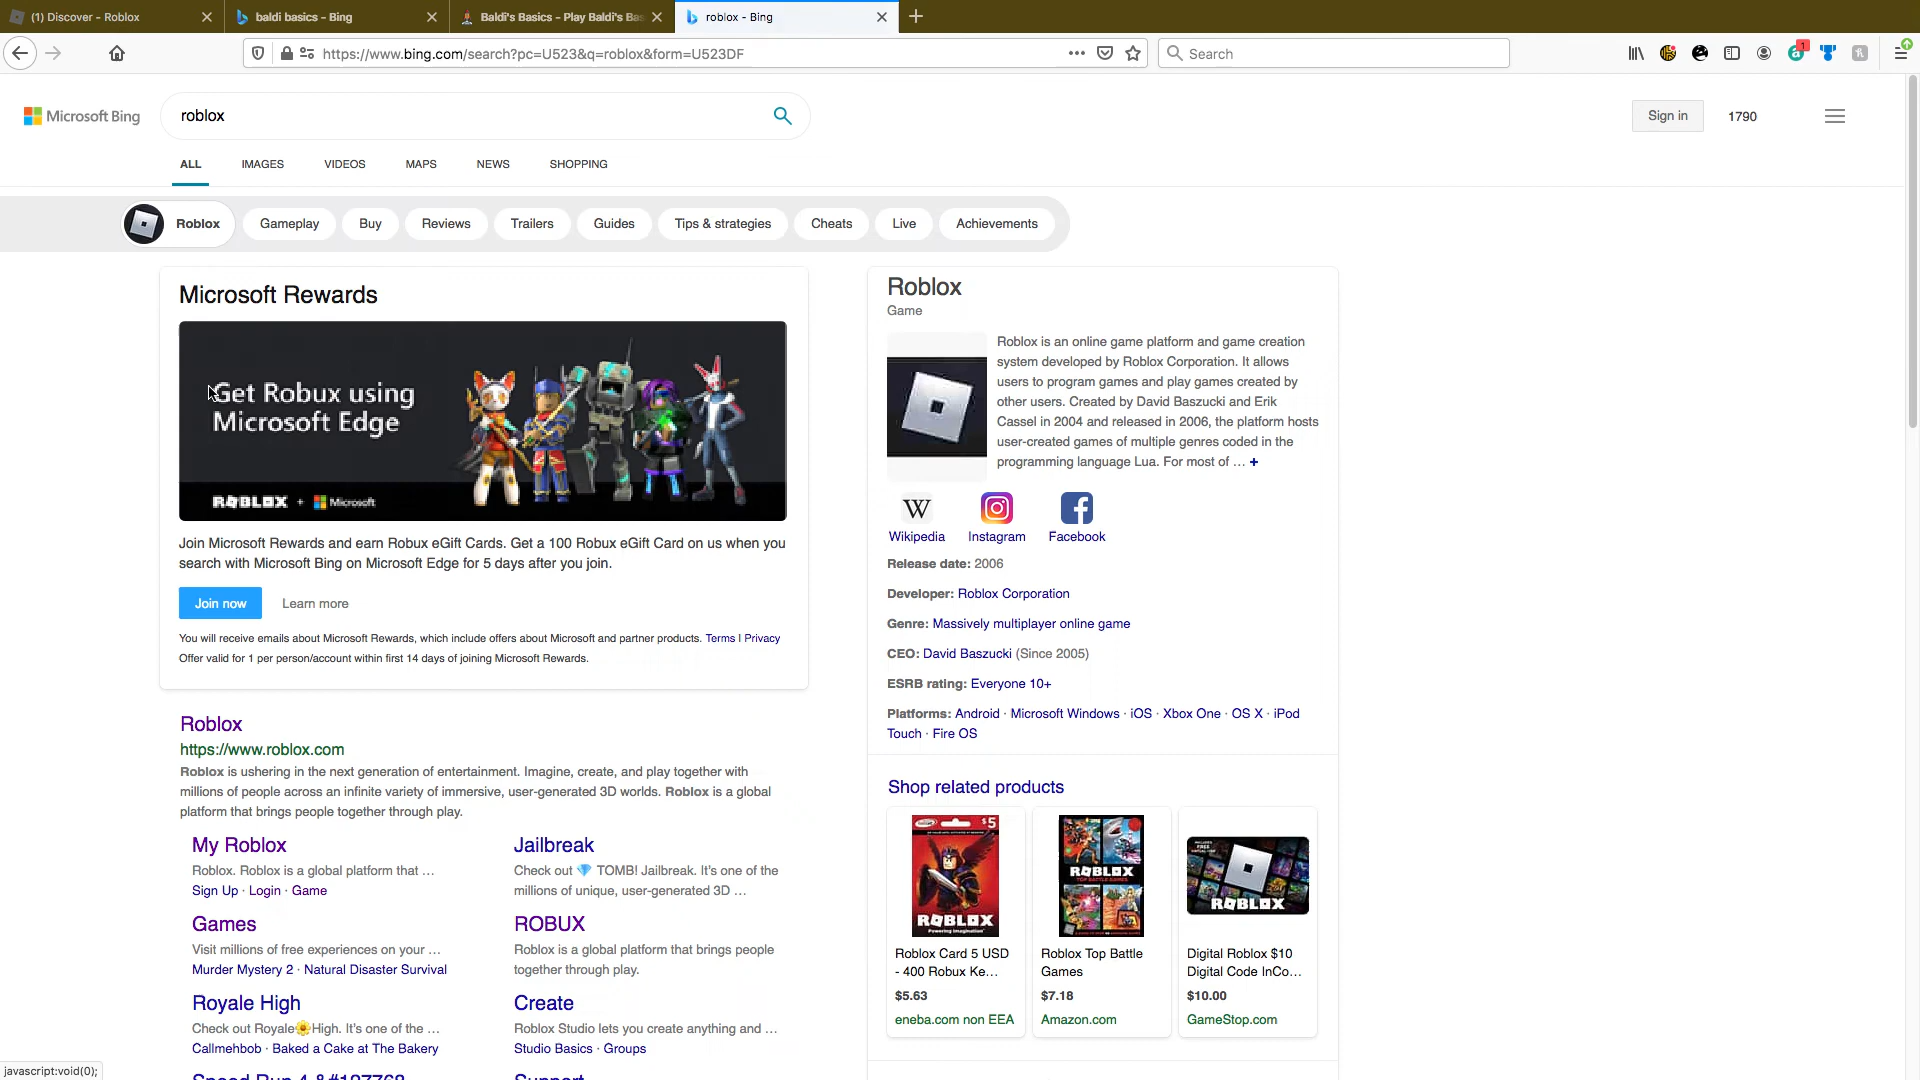 (1) Discover - Roblox
baldi basics - Bing
Baldi's Basics - Play Baldi's Bas
roblox - Bing
https://www.bing.com/search?pc=U523&q=roblox&form=U523DF
Search
1
Microsoft Bing
roblox
Sign in
1790
ALL
IMAGES
VIDEOS
MAPS
NEWS
SHOPPING
Roblox
Gameplay
Buy
Reviews
Trailers
Guides
Tips & strategies
Cheats
Live
Achievements
Microsoft Rewards
Get Robux using
Microsoft Edge
ROBLOX + Microsoft
Join Microsoft Rewards and earn Robux eGift Cards. Get a 100 Robux eGift Card on us when you
search with Microsoft Bing on Microsoft Edge for 5 days after you join.
Join now
Learn more
You will receive emails about Microsoft Rewards, which include offers about Microsoft and partner products. Terms | Privacy
Offer valid for 1 per person/account within first 14 days of joining Microsoft Rewards.
Roblox
https://www.roblox.com
Roblox is ushering in the next generation of entertainment. Imagine, create, and play together with
millions of people across an infinite variety of immersive, user-generated 3D worlds. Roblox is a global
platform that brings people together through play.
My Roblox
Roblox. Roblox is a global platform that ...
Sign Up · Login · Game
Games
Visit millions of free experiences on your ...
Murder Mystery 2 · Natural Disaster Survival
Royale High
Check out Royale🌼High. It's one of the ...
Callmehbob · Baked a Cake at The Bakery
Speed Run 4 &#127768
Jailbreak
Check out 💎 TOMB! Jailbreak. It's one of the
millions of unique, user-generated 3D ...
ROBUX
Roblox is a global platform that brings people
together through play.
Create
Roblox Studio lets you create anything and ...
Studio Basics · Groups
Support
Roblox
Game
Roblox is an online game platform and game creation
system developed by Roblox Corporation. It allows
users to program games and play games created by
other users. Created by David Baszucki and Erik
Cassel in 2004 and released in 2006, the platform hosts
user-created games of multiple genres coded in the
programming language Lua. For most of ... +
W
Wikipedia
Instagram
Facebook
Release date: 2006
Developer: Roblox Corporation
Genre: Massively multiplayer online game
CEO: David Baszucki (Since 2005)
ESRB rating: Everyone 10+
Platforms: Android · Microsoft Windows · iOS · Xbox One · OS X · iPod
Touch · Fire OS
Shop related products
$5
ROBLOX
Powering Imagination
Roblox Card 5 USD
- 400 Robux Ke...
$5.63
eneba.com non EEA
ROBLOX
TOP BATTLE GAMES
Roblox Top Battle
Games
$7.18
Amazon.com
ROBLOX
Digital Roblox $10
Digital Code InCo...
$10.00
GameStop.com
javascript:void(0);